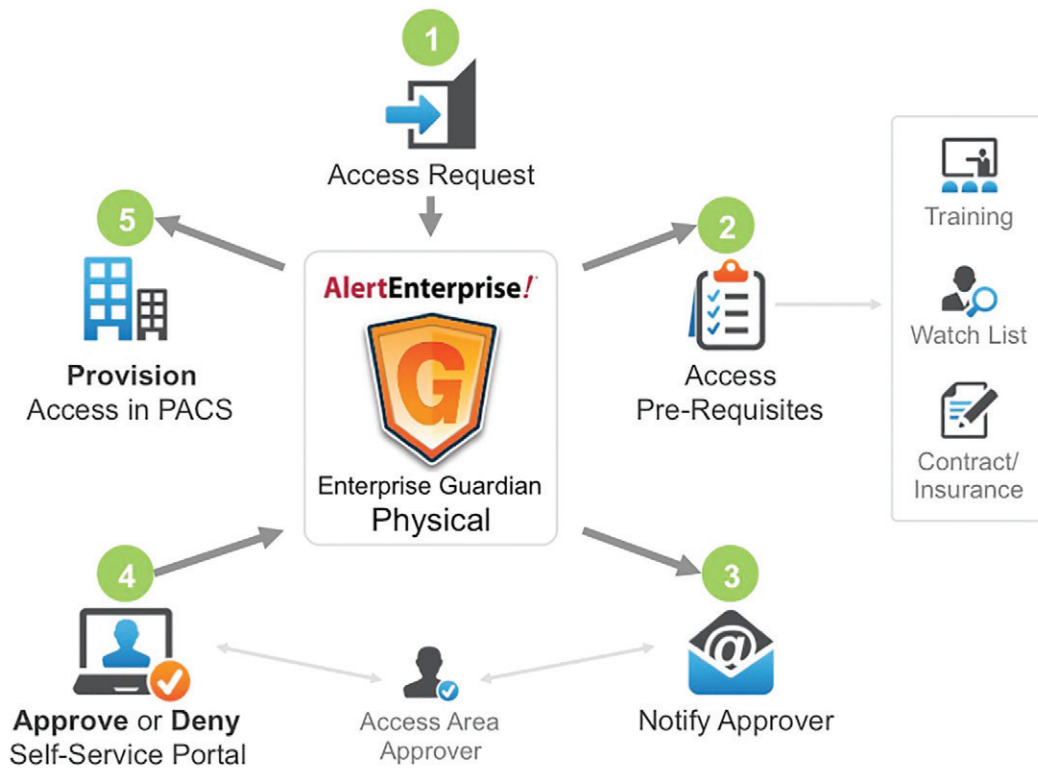 1
Access Request
5
Provision
Access in PACS
AlertEnterprise!
G
Enterprise Guardian
Physical
2
Access
Pre-Requisites
Training
Watch List
Contract/
Insurance
4
Approve or Deny
Self-Service Portal
Access Area
Approver
3
@
Notify Approver